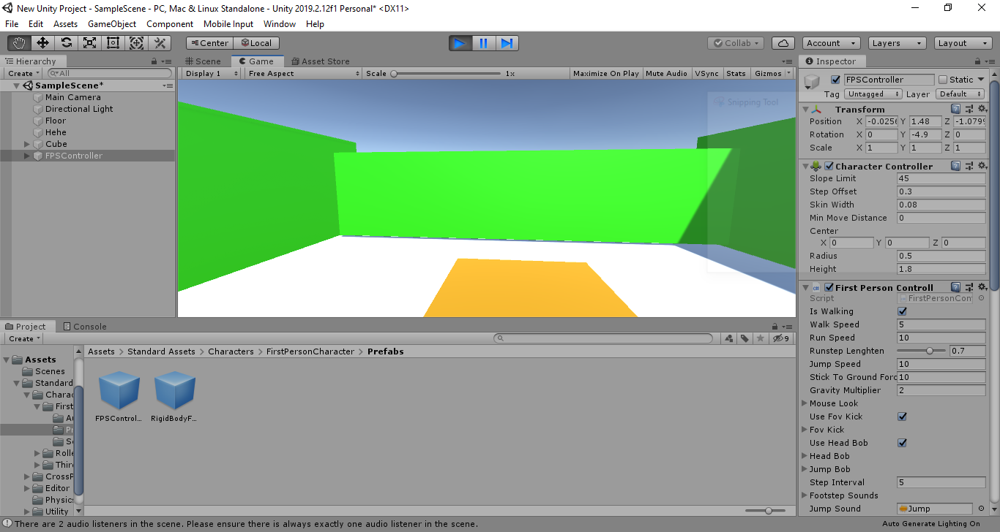 New Unity Project - SampleScene - PC, Mac & Linux Standalone - Unity 2019.2.12f1 Personal* <DX11>
File Edit Assets GameObject Component Mobile Input Window Help
Center Local Collab Account Layers Layout
Hierarchy
Create All
SampleScene*
Main Camera
Directional Light
Floor
Hehe
Cube
FPSController
Scene Game Asset Store
Display 1 Free Aspect Scale 1x Maximize On Play Mute Audio VSync Stats Gizmos
Snipping Tool
Inspector
FPSController Static
Tag Untagged Layer Default
Transform
Position X -0.0256 Y 1.48 Z -1.0799
Rotation X 0 Y -4.9 Z 0
Scale X 1 Y 1 Z 1
Character Controller
Slope Limit 45
Step Offset 0.3
Skin Width 0.08
Min Move Distance 0
Center
X 0 Y 0 Z 0
Radius 0.5
Height 1.8
First Person Controll
Script FirstPersonCon
Is Walking
Walk Speed 5
Run Speed 10
Runstep Lenghten 0.7
Jump Speed 10
Stick To Ground Forc 10
Gravity Multiplier 2
Mouse Look
Use Fov Kick
Fov Kick
Use Head Bob
Head Bob
Jump Bob
Step Interval 5
Footstep Sounds
Jump Sound Jump
Project Console
Create 9
Assets
Scenes
Standard
Charac
First
Au
Pr
Sc
Rolle
Third
CrossP
Editor
Physics
Utility
Assets > Standard Assets > Characters > FirstPersonCharacter > Prefabs
FPSControl... RigidBodyF...
There are 2 audio listeners in the scene. Please ensure there is always exactly one audio listener in the scene.
Auto Generate Lighting On